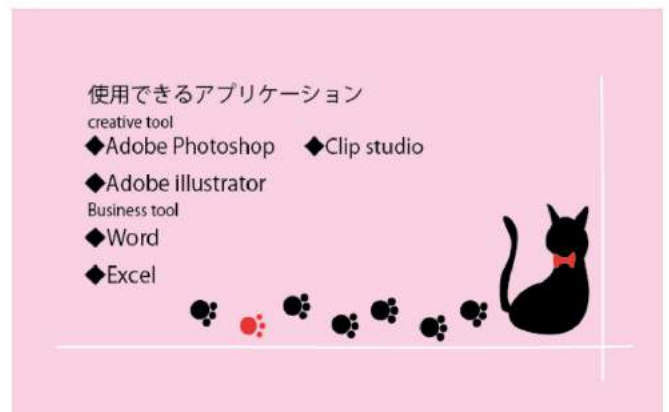 使用できるアプリケーション
creative tool
◆Adobe Photoshop ◆Clip studio
◆Adobe illustrator
Business tool
◆Word
◆Excel